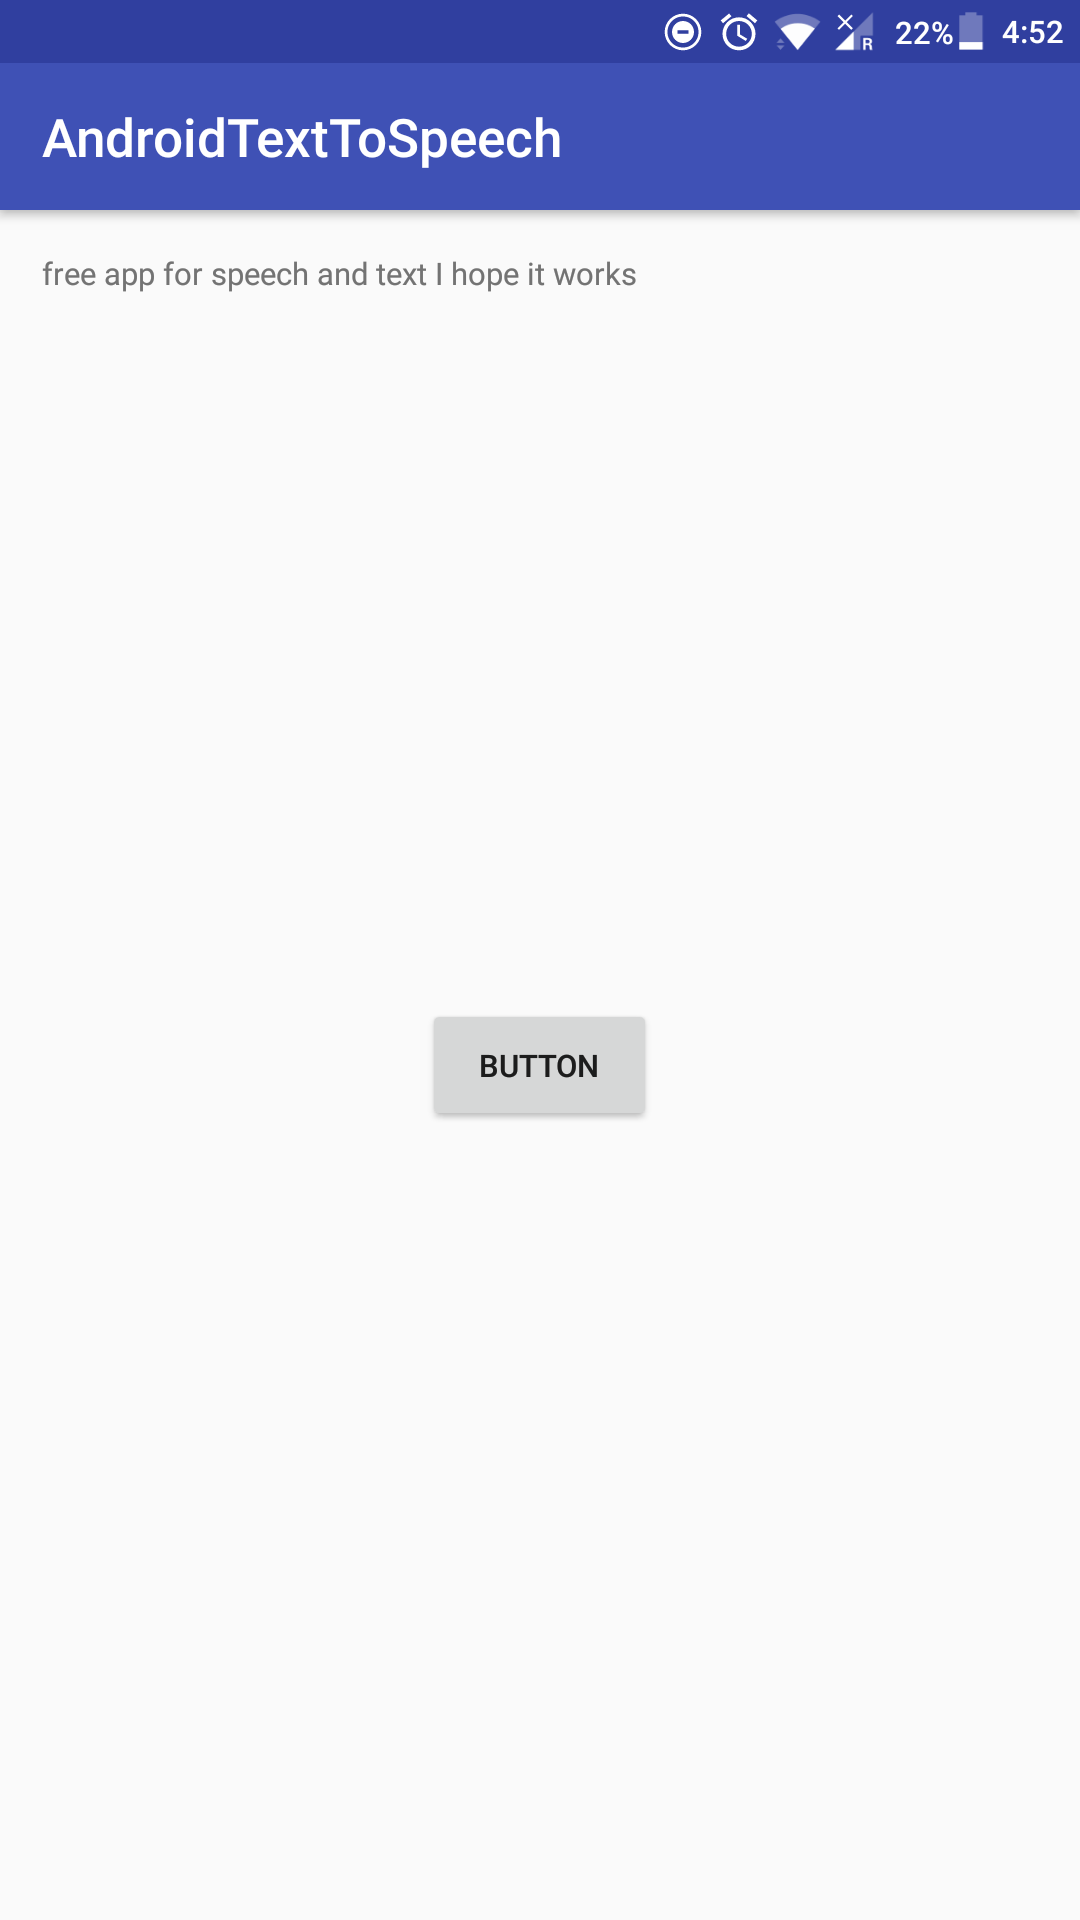 R 22% 4:52
AndroidTextToSpeech
free app for speech and text I hope it works
BUTTON